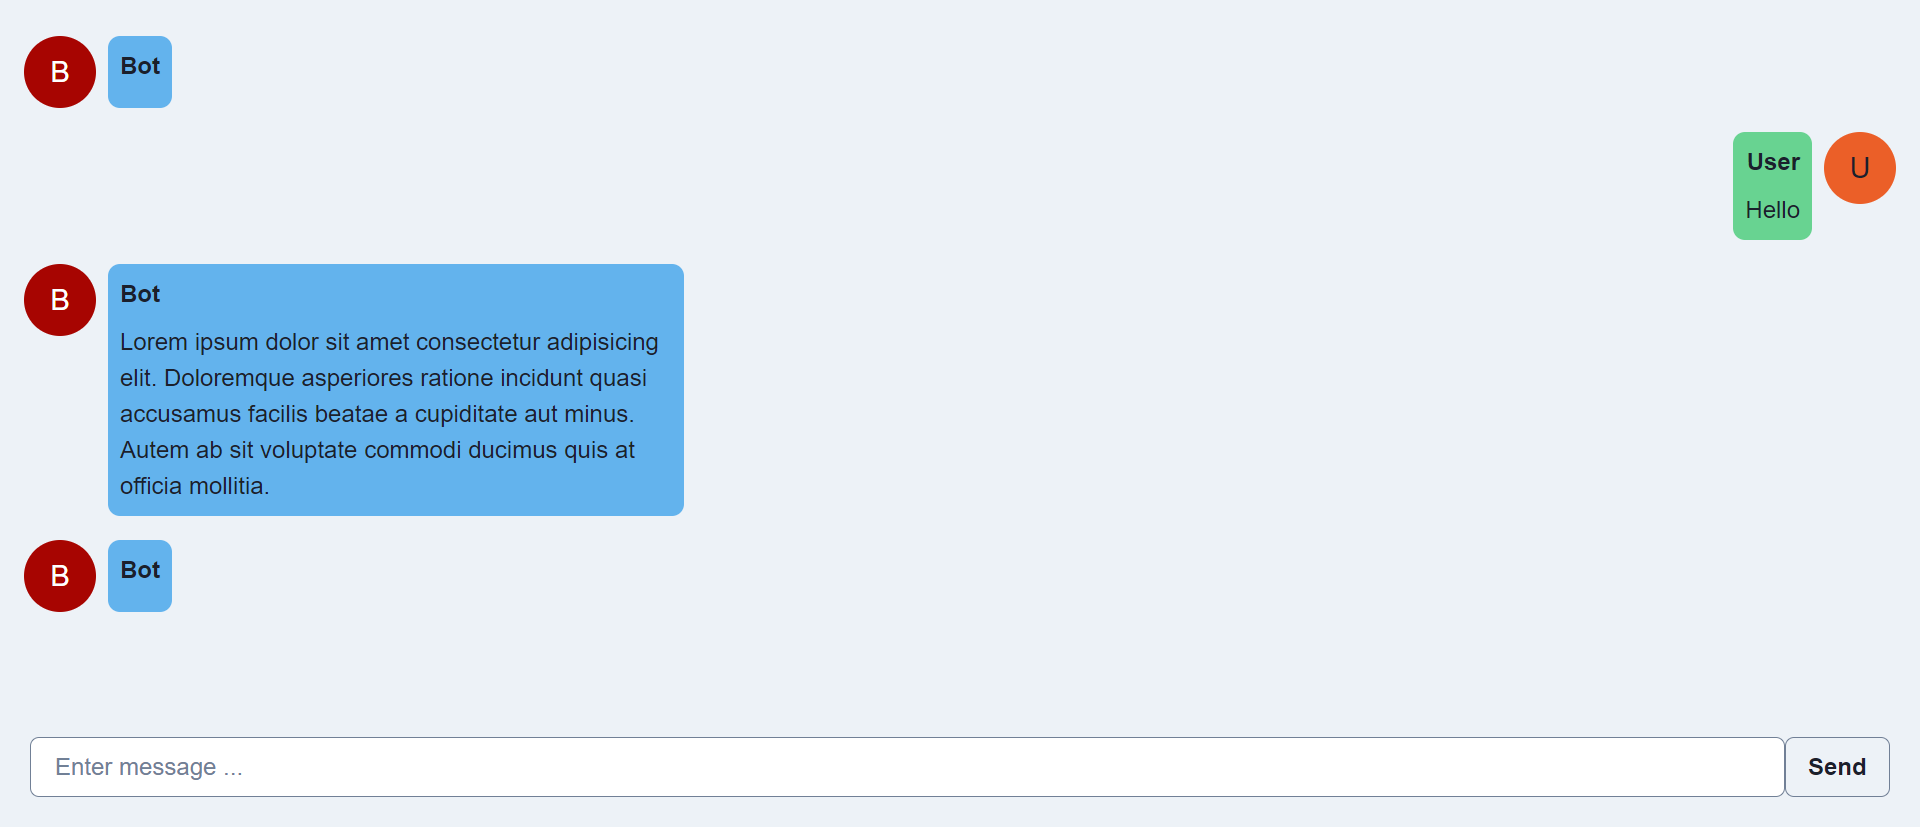 B
Bot
User
U
Hello
B
Bot
Lorem ipsum dolor sit amet consectetur adipisicing
elit. Doloremque asperiores ratione incidunt quasi
accusamus facilis beatae a cupiditate aut minus.
Autem ab sit voluptate commodi ducimus quis at
officia mollitia.
B
Bot
Enter message ...
Send